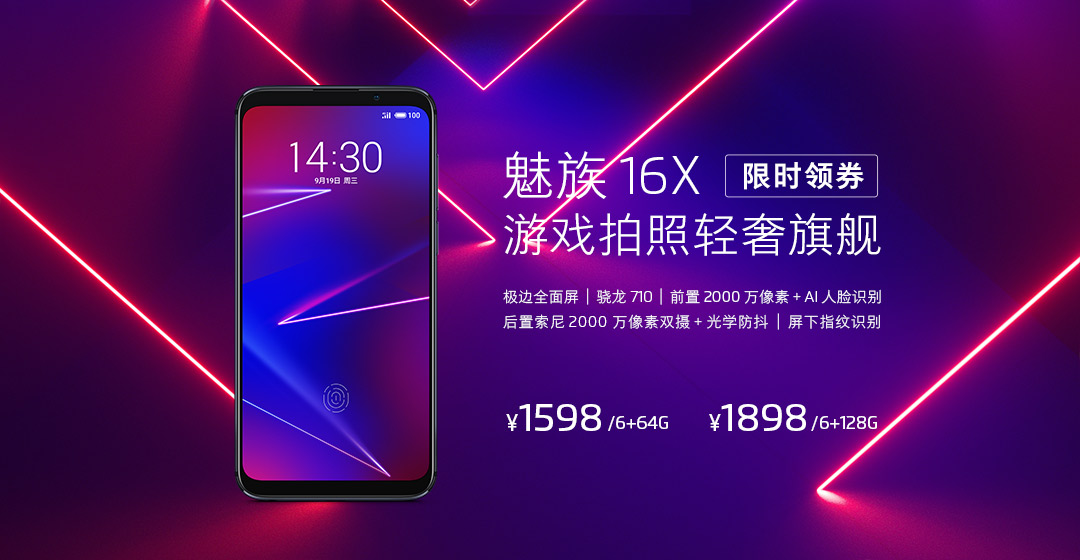 100
14:30
9月19日 周三
魅族 16X 限时领券
游戏拍照轻奢旗舰
极边全面屏 | 骁龙 710 | 前置 2000 万像素 + AI 人脸识别
后置索尼 2000 万像素双摄 + 光学防抖 | 屏下指纹识别
¥1598 /6+64G ¥1898 /6+128G